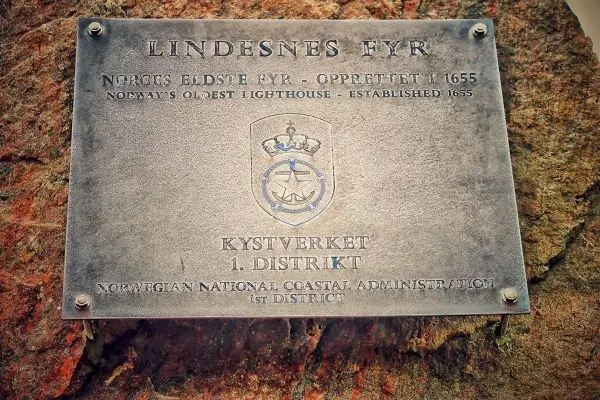 LINDESNES FYR
NORGES ELDSTE FYR - OPPRETTET I 1655
NORWAY'S OLDEST LIGHTHOUSE - ESTABLISHED 1655
KYSTVERKET
1. DISTRIKT
NORWEGIAN NATIONAL COASTAL ADMINISTRATION
1ST DISTRICT